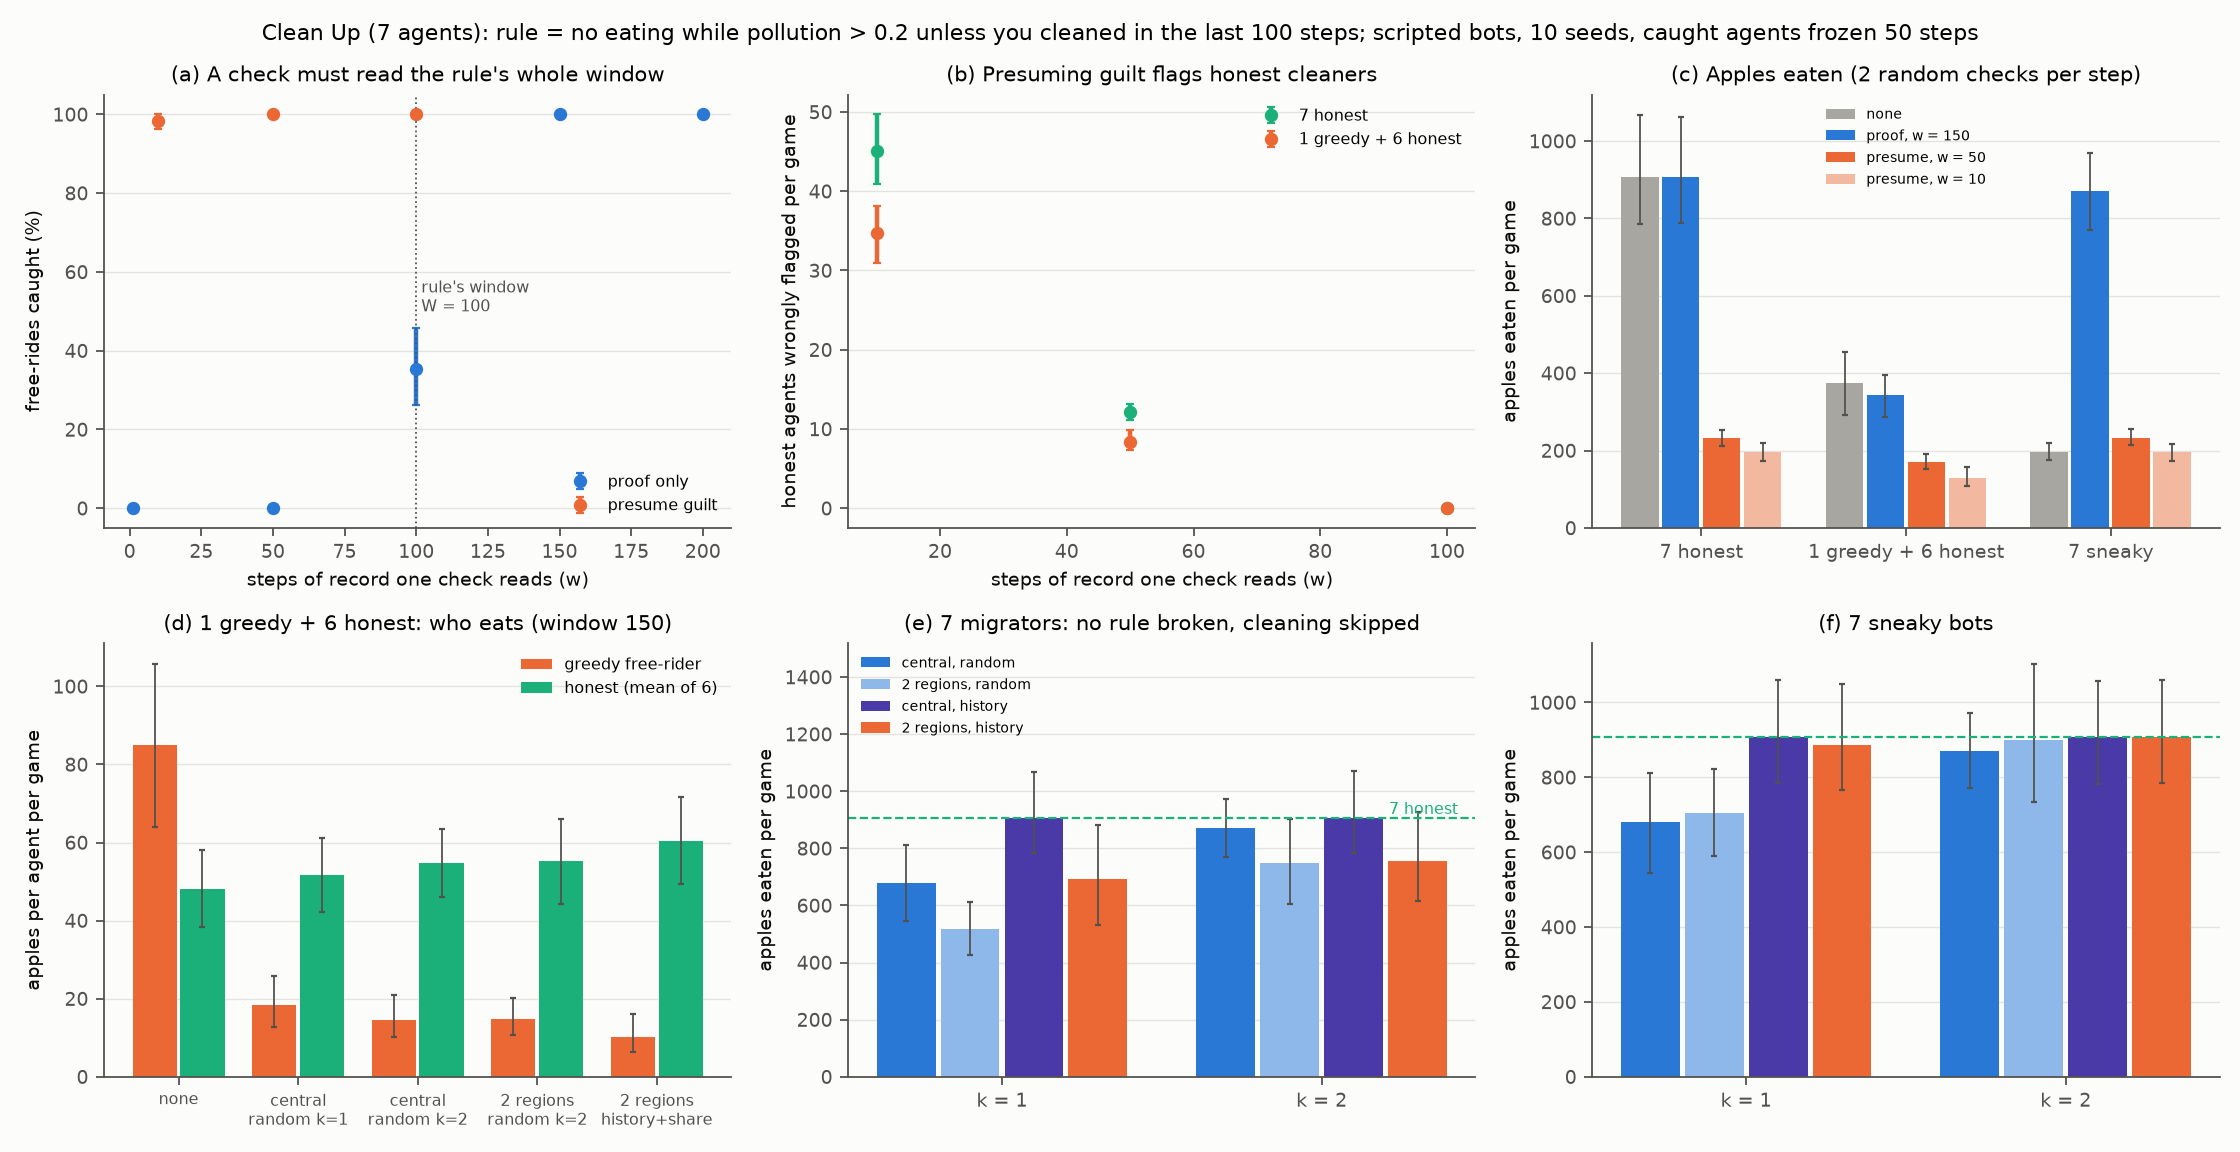 Clean Up (7 agents): rule = no eating while pollution > 0.2 unless you cleaned in the last 100 steps; scripted bots, 10 seeds, caught agents frozen 50 steps
(a) A check must read the rule's whole window
free-rides caught (%)
100
80
60
40
20
0
rule's window
W = 100
proof only
presume guilt
0 25 50 75 100 125 150 175 200
steps of record one check reads (w)
(b) Presuming guilt flags honest cleaners
honest agents wrongly flagged per game
50
40
30
20
10
0
7 honest
1 greedy + 6 honest
20 40 60 80 100
steps of record one check reads (w)
(c) Apples eaten (2 random checks per step)
apples eaten per game
1000
800
600
400
200
0
none
proof, w = 150
presume, w = 50
presume, w = 10
7 honest 1 greedy + 6 honest 7 sneaky
(d) 1 greedy + 6 honest: who eats (window 150)
apples per agent per game
100
80
60
40
20
0
greedy free-rider
honest (mean of 6)
none
central
random k=1
central
random k=2
2 regions
random k=2
2 regions
history+share
(e) 7 migrators: no rule broken, cleaning skipped
apples eaten per game
1400
1200
1000
800
600
400
200
0
central, random
2 regions, random
central, history
2 regions, history
7 honest
k = 1 k = 2
(f) 7 sneaky bots
apples eaten per game
1000
800
600
400
200
0
k = 1 k = 2